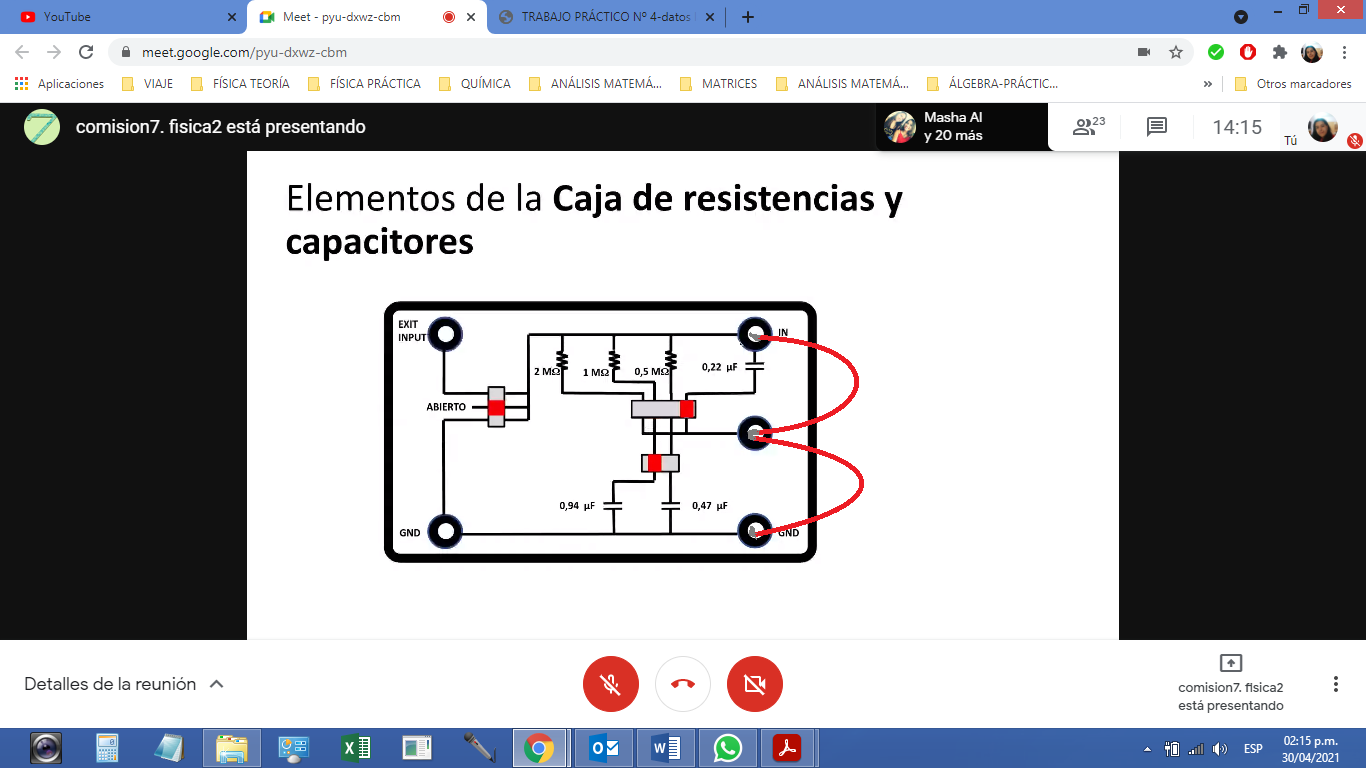 YouTube
Meet - pyu-dxwz-cbm
TRABAJO PRÁCTICO Nº 4-datos
meet.google.com/pyu-dxwz-cbm
Aplicaciones
VIAJE
FÍSICA TEORÍA
FÍSICA PRÁCTICA
QUÍMICA
ANÁLISIS MATEMÁ...
MATRICES
ANÁLISIS MATEMÁ...
ÁLGEBRA-PRÁCTIC...
»
Otros marcadores
7
comision7. fisica2 está presentando
Masha Al
y 20 más
23
14:15
Tú
Elementos de la Caja de resistencias y
capacitores
EXIT
INPUT
IN
2 MΩ
1 MΩ
0,5 MΩ
0,22 µF
ABIERTO
0,94 µF
0,47 µF
GND
GND
Detalles de la reunión
comision7. fisica2
está presentando
ESP
02:15 p.m.
30/04/2021